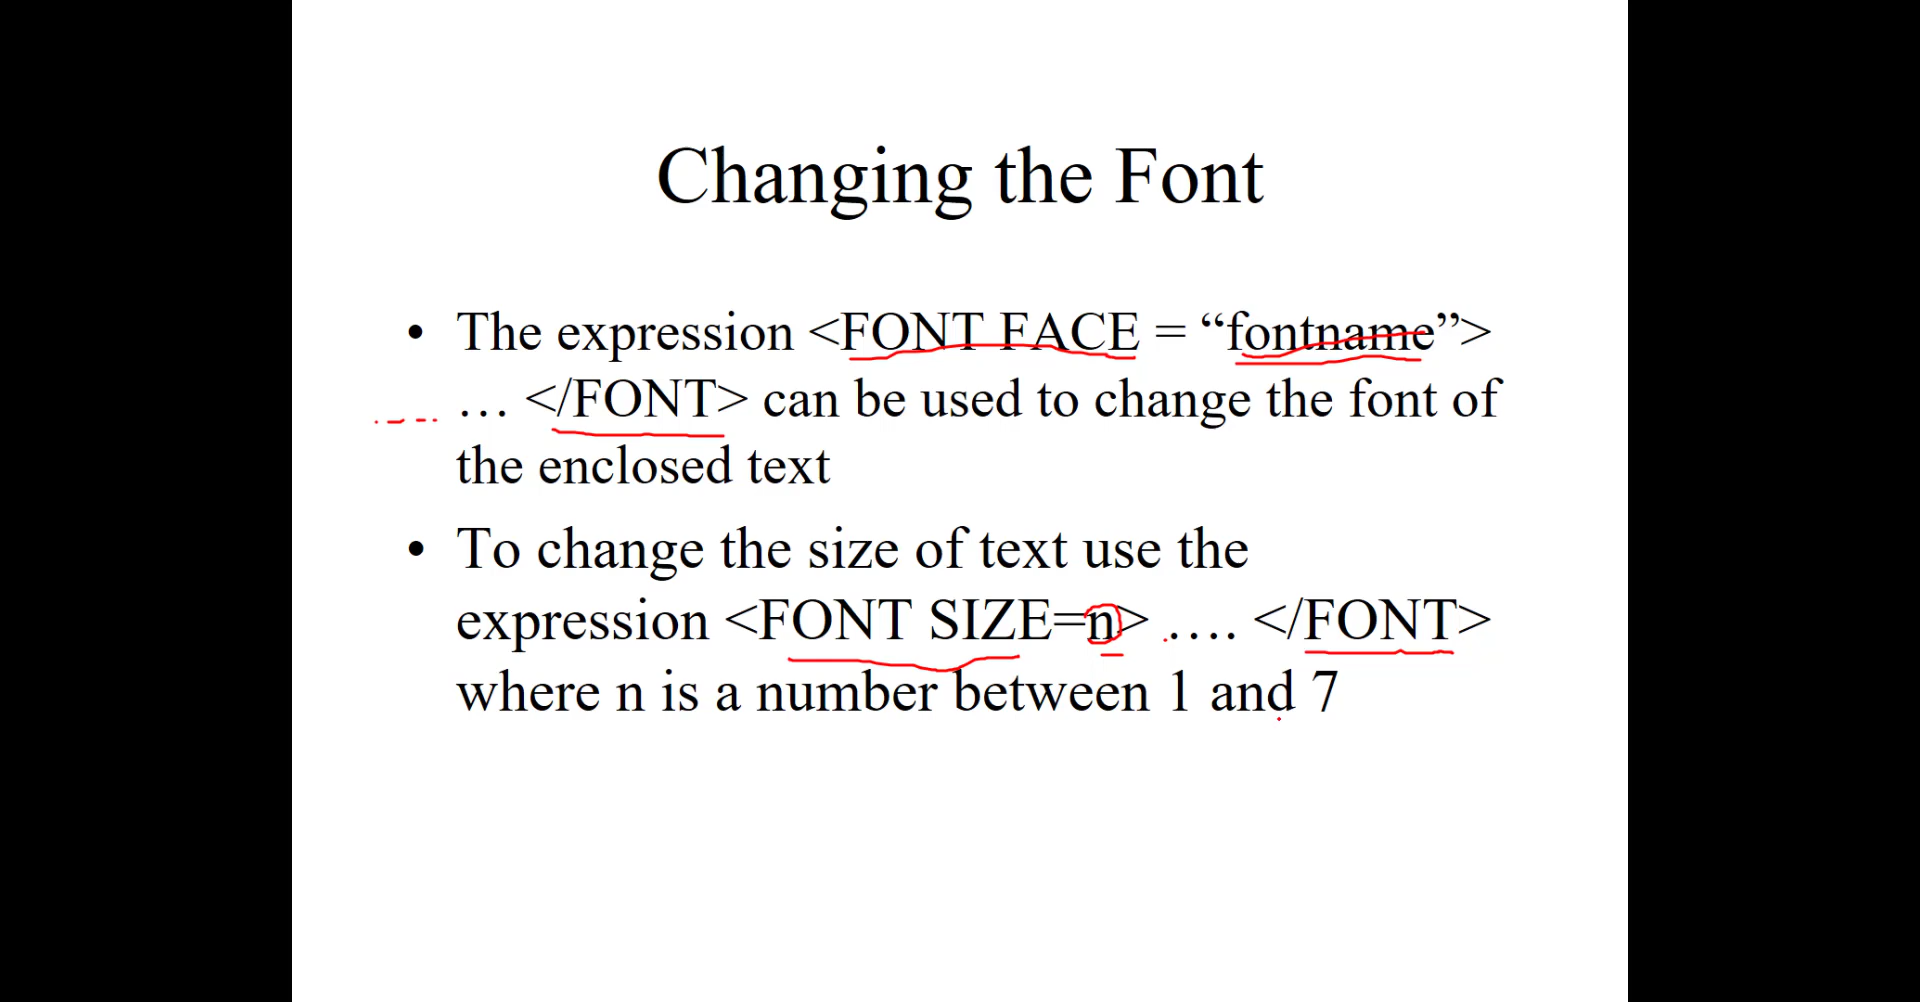 Changing the Font
• The expression <FONT FACE = “fontname”>
… </FONT> can be used to change the font of
the enclosed text
• To change the size of text use the
expression <FONT SIZE=n> …. </FONT>
where n is a number between 1 and 7